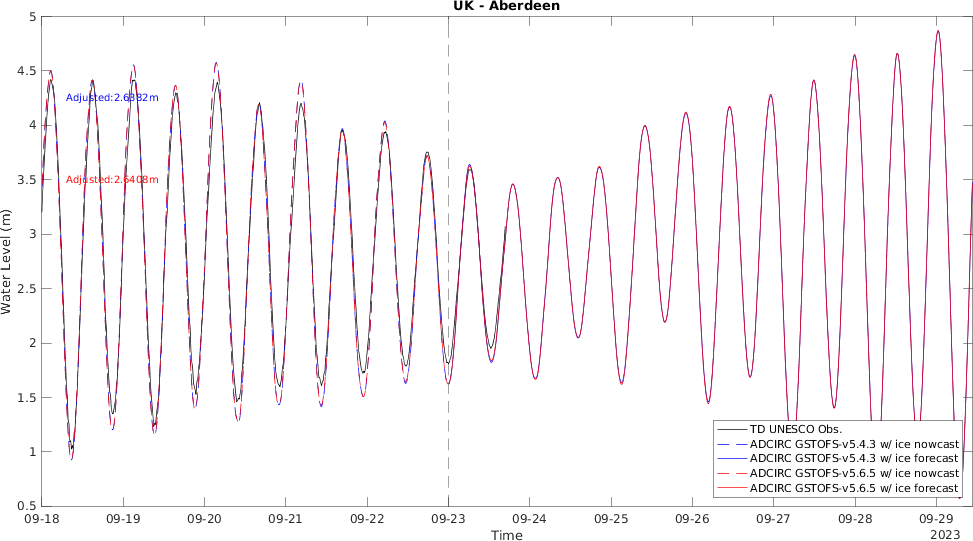 UK - Aberdeen
5
4.5
Adjusted:2.6382m
4
3.5
Adjusted:2.6408m
3
2.5
2
1.5
1
0.5
Water Level (m)
TD UNESCO Obs.
ADCIRC GSTOFS-v5.4.3 w/ ice nowcast
ADCIRC GSTOFS-v5.4.3 w/ ice forecast
ADCIRC GSTOFS-v5.6.5 w/ ice nowcast
ADCIRC GSTOFS-v5.6.5 w/ ice forecast
09-18 09-19 09-20 09-21 09-22 09-23 09-24 09-25 09-26 09-27 09-28 09-29
2023
Time